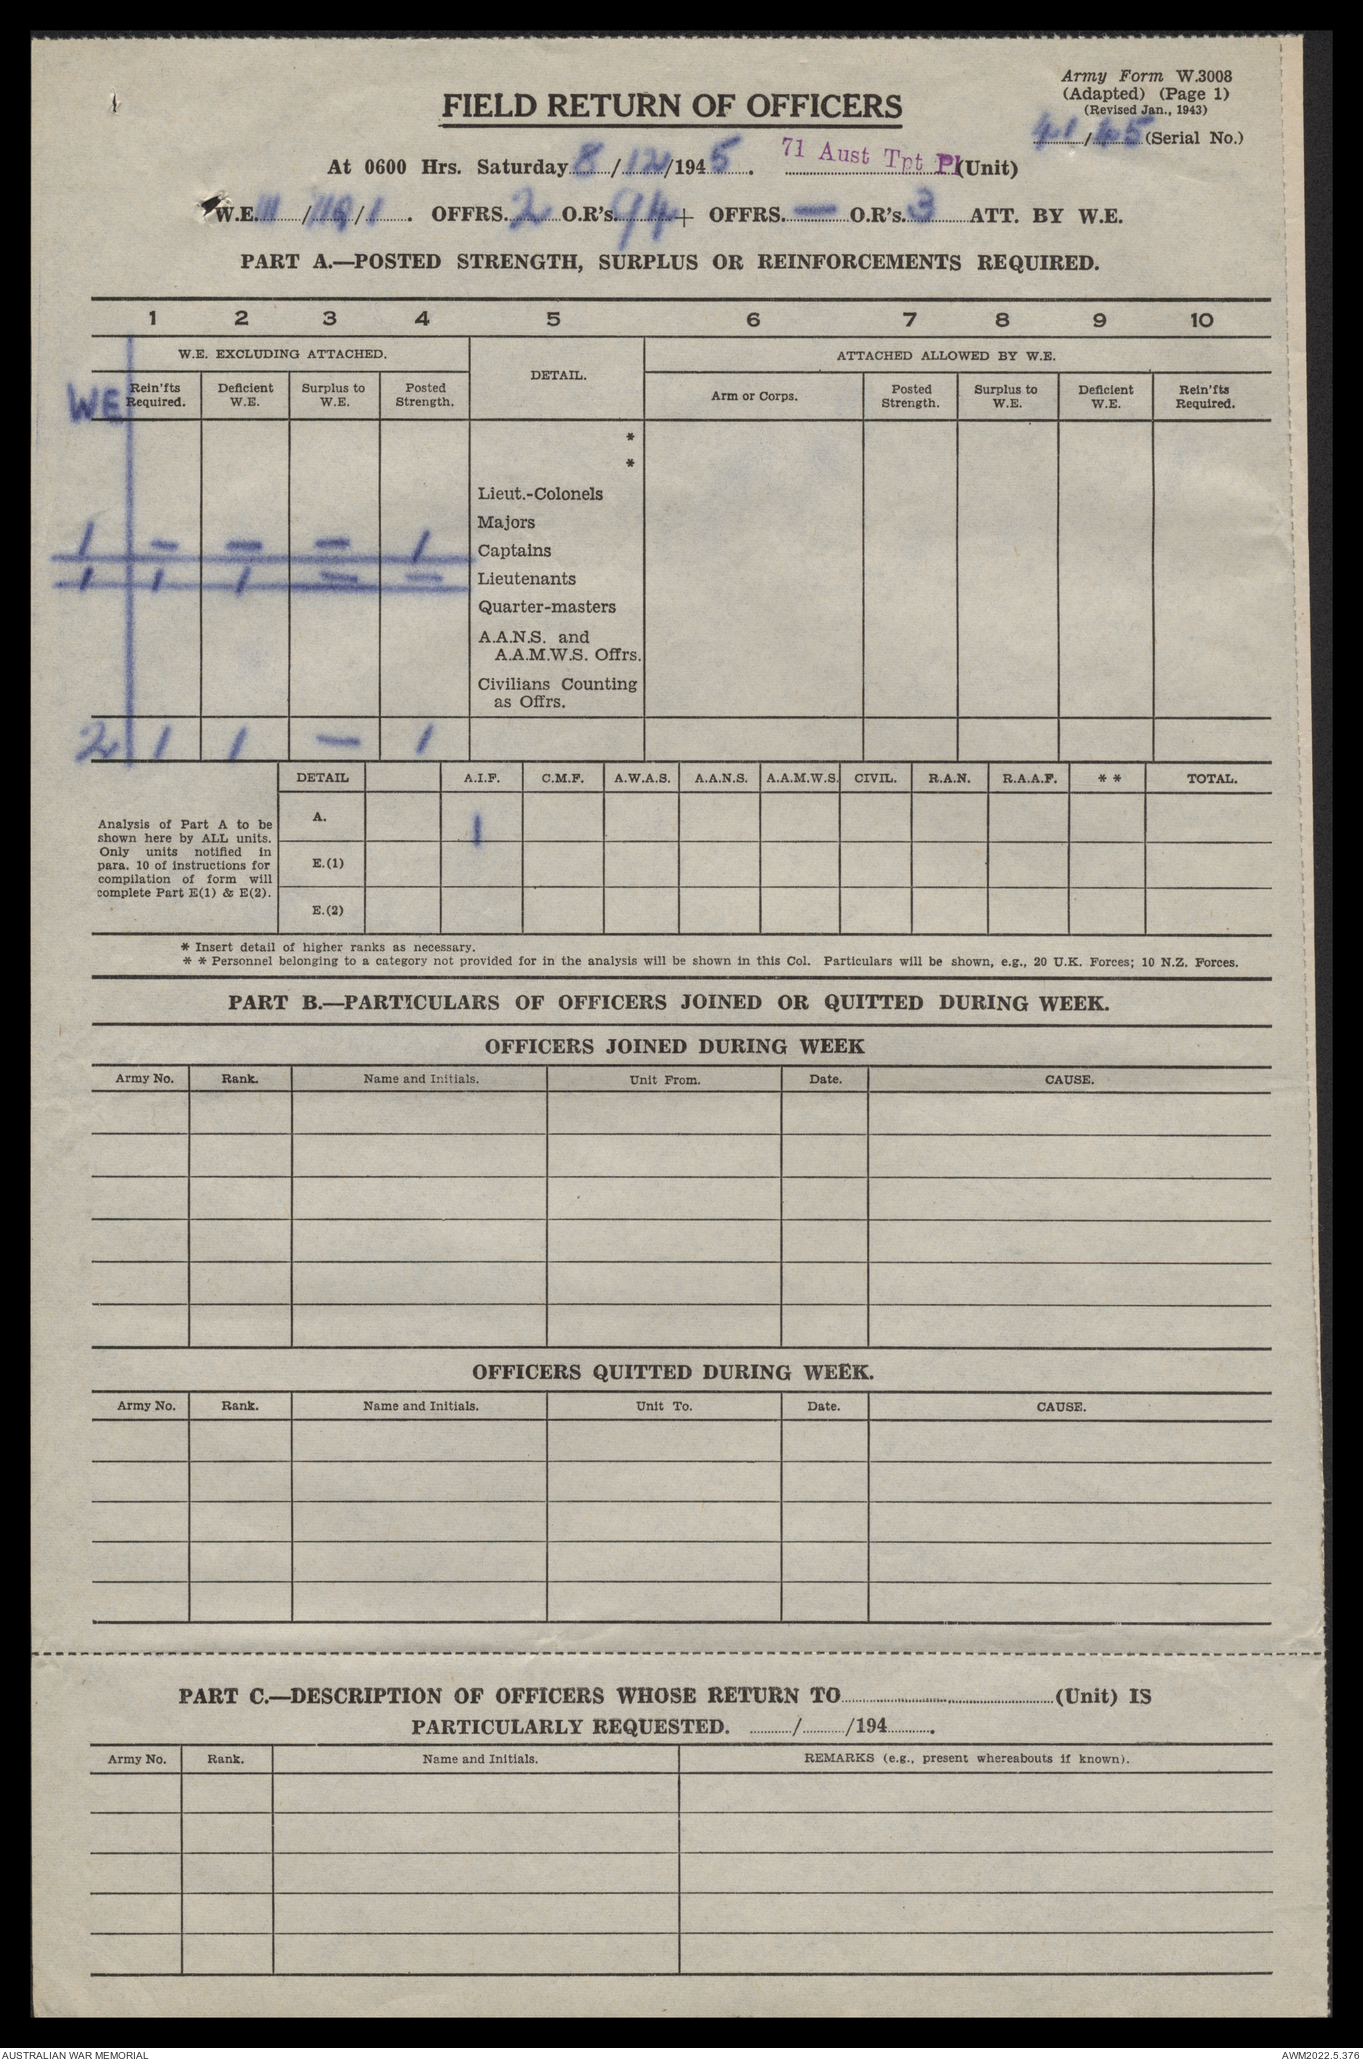 Army Form W.3008
(Adapted) (Page 1)
(Revised Jan., 1943)
FIELD RETURN OF OFFICERS
41/45 (Serial No.)
At 0600 Hrs. Saturday 8/12/1945. 71 Aust Tpt Pl (Unit)
W.E. III / / 1. OFFRS. 2 O.R's. 94 + OFFRS. — O.R's. 3 ATT. BY W.E.
PART A.—POSTED STRENGTH, SURPLUS OR REINFORCEMENTS REQUIRED.
1 2 3 4 5 6 7 8 9 10
W.E. EXCLUDING ATTACHED. DETAIL. ATTACHED ALLOWED BY W.E.
WE Rein'fts Required. Deficient W.E. Surplus to W.E. Posted Strength. Arm or Corps. Posted Strength. Surplus to W.E. Deficient W.E. Rein'fts Required.
*
*
Lieut.-Colonels
Majors
1 — — — 1 Captains
1 1 1 — — Lieutenants
Quarter-masters
A.A.N.S. and
A.A.M.W.S. Offrs.
Civilians Counting
as Offrs.
2 1 1 — 1
DETAIL A.I.F. C.M.F. A.W.A.S. A.A.N.S. A.A.M.W.S. CIVIL. R.A.N. R.A.A.F. * * TOTAL.
Analysis of Part A to be
shown here by ALL units.
Only units notified in
para. 10 of instructions for
compilation of form will
complete Part E(1) & E(2).
A. 1
E.(1)
E.(2)
* Insert detail of higher ranks as necessary.
* * Personnel belonging to a category not provided for in the analysis will be shown in this Col. Particulars will be shown, e.g., 20 U.K. Forces; 10 N.Z. Forces.
PART B.—PARTICULARS OF OFFICERS JOINED OR QUITTED DURING WEEK.
OFFICERS JOINED DURING WEEK
Army No. Rank. Name and Initials. Unit From. Date. CAUSE.
OFFICERS QUITTED DURING WEEK.
Army No. Rank. Name and Initials. Unit To. Date. CAUSE.
PART C.—DESCRIPTION OF OFFICERS WHOSE RETURN TO (Unit) IS
PARTICULARLY REQUESTED. / /194 .
Army No. Rank. Name and Initials. REMARKS (e.g., present whereabouts if known).
AUSTRALIAN WAR MEMORIAL AWM2022.5.376